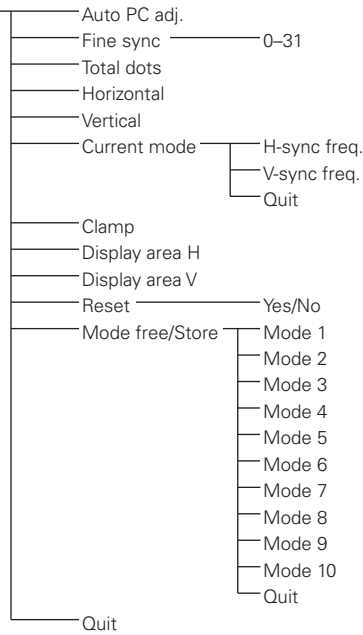 Auto PC adj.
Fine sync 0–31
Total dots
Horizontal
Vertical
Current mode H-sync freq.
V-sync freq.
Quit
Clamp
Display area H
Display area V
Reset Yes/No
Mode free/Store Mode 1
Mode 2
Mode 3
Mode 4
Mode 5
Mode 6
Mode 7
Mode 8
Mode 9
Mode 10
Quit
Quit